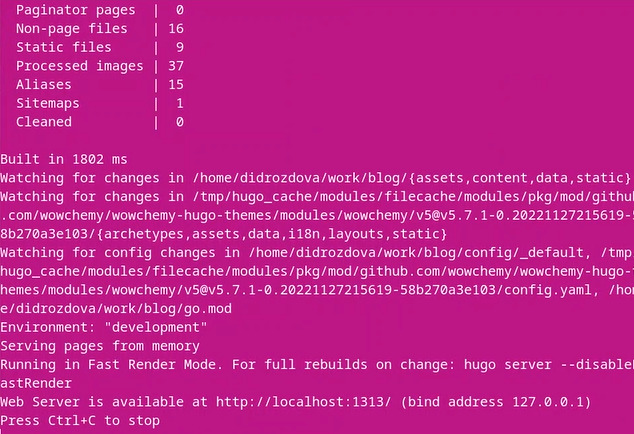 Paginator pages | 0
Non-page files | 16
Static files | 9
Processed images | 37
Aliases | 15
Sitemaps | 1
Cleaned | 0
Built in 1802 ms
Watching for changes in /home/didrozdova/work/blog/{assets,content,data,static}
Watching for changes in /tmp/hugo_cache/modules/filecache/modules/pkg/mod/github
.com/wowchemy/wowchemy-hugo-themes/modules/wowchemy/v5@v5.7.1-0.20221127215619-5
8b270a3e103/{archetypes,assets,data,i18n,layouts,static}
Watching for config changes in /home/didrozdova/work/blog/config/_default, /tmp/
hugo_cache/modules/filecache/modules/pkg/mod/github.com/wowchemy/wowchemy-hugo-t
hemes/modules/wowchemy/v5@v5.7.1-0.20221127215619-58b270a3e103/config.yaml, /hom
e/didrozdova/work/blog/go.mod
Environment: "development"
Serving pages from memory
Running in Fast Render Mode. For full rebuilds on change: hugo server --disableF
astRender
Web Server is available at http://localhost:1313/ (bind address 127.0.0.1)
Press Ctrl+C to stop